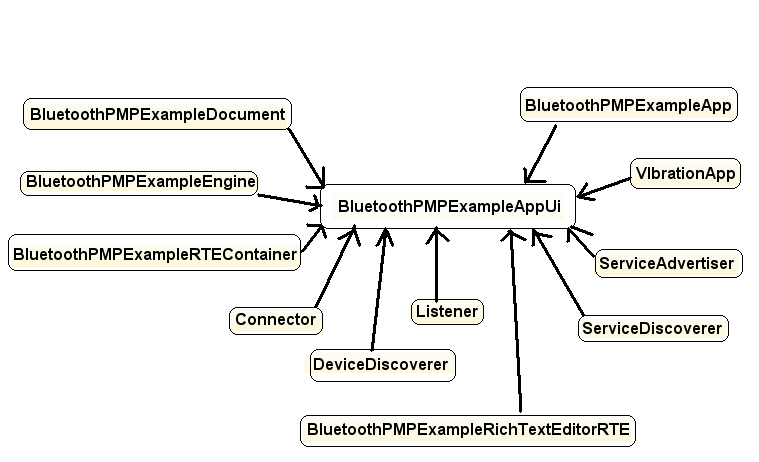 BluetoothPMPExampleDocument
BluetoothPMPExampleApp
BluetoothPMPExampleEngine
VIbrationApp
BluetoothPMPExampleAppUi
BluetoothPMPExampleRTEContainer
ServiceAdvertiser
Connector
Listener
ServiceDiscoverer
DeviceDiscoverer
BluetoothPMPExampleRichTextEditorRTE